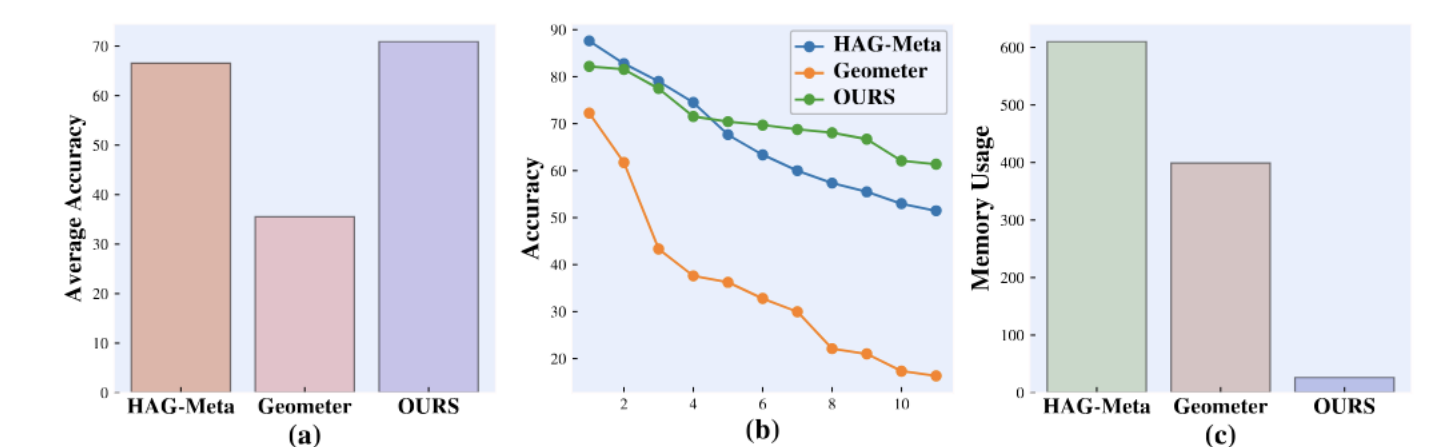 Average Accuracy
70
60
50
40
30
20
10
0
HAG-Meta Geometer OURS
(a)
Accuracy
90
80
70
60
50
40
30
20
HAG-Meta
Geometer
OURS
2 4 6 8 10
(b)
Memory Usage
600
500
400
300
200
100
0
HAG-Meta Geometer OURS
(c)